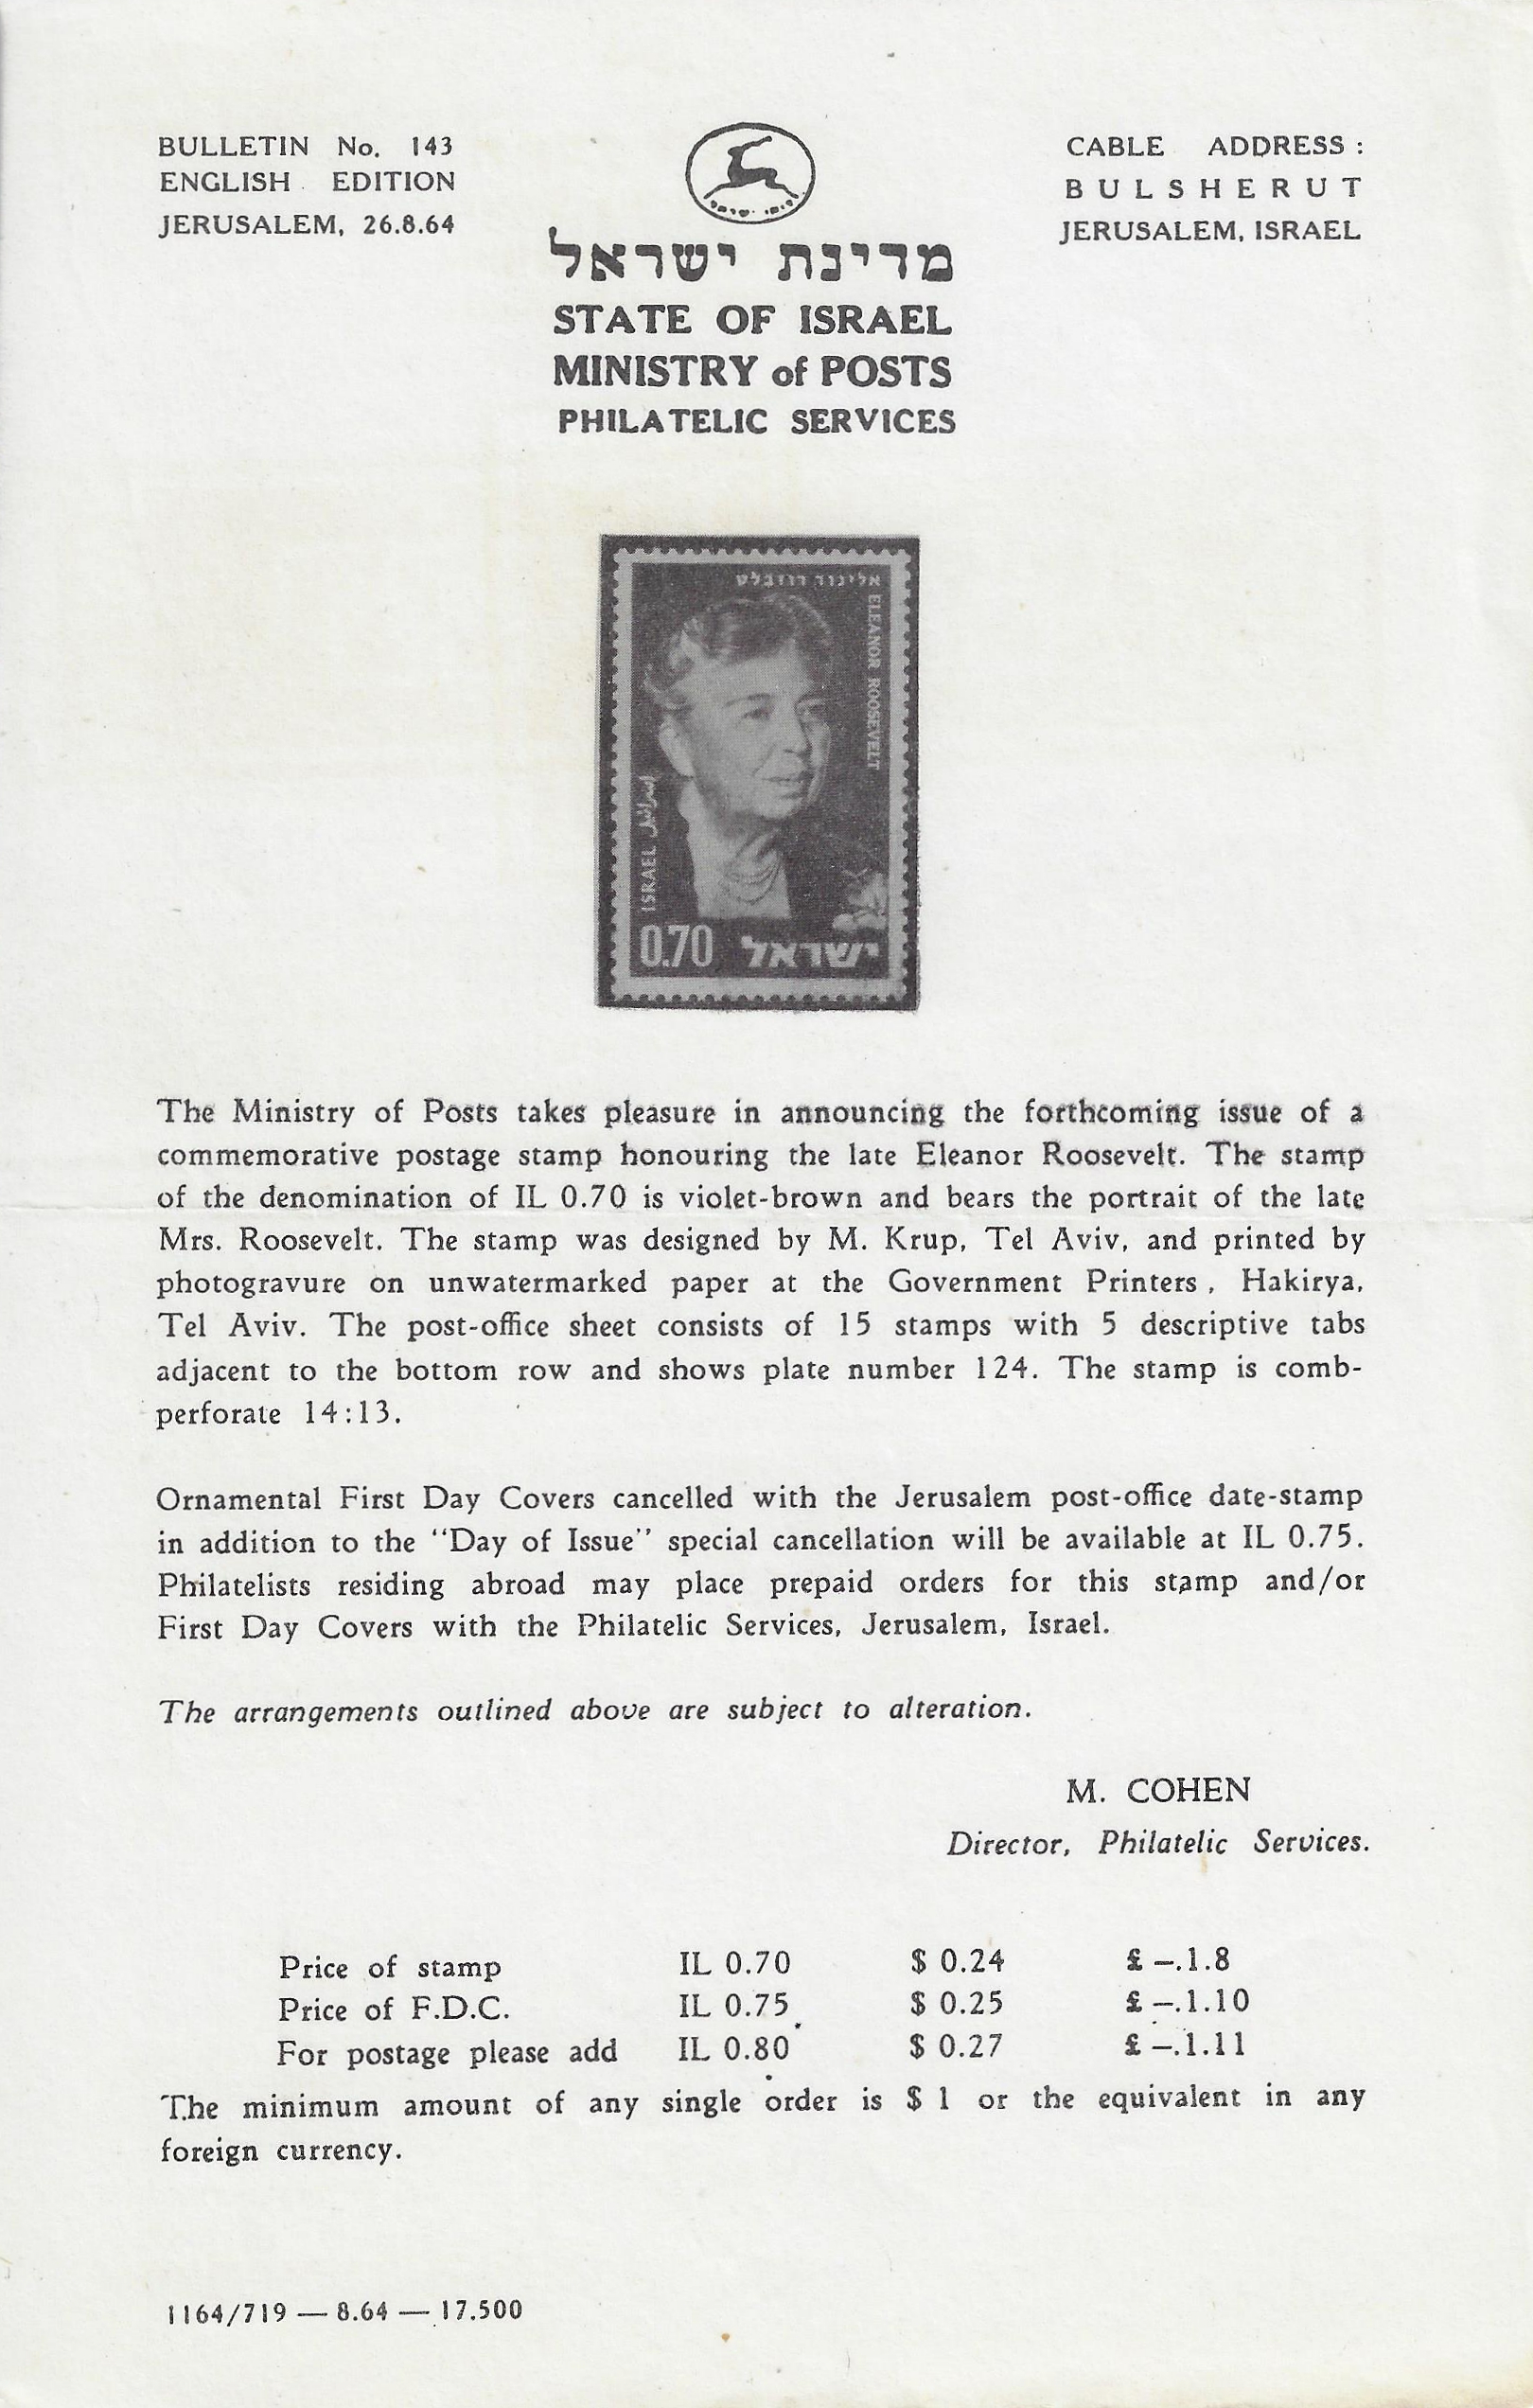 BULLETIN No. 143
ENGLISH EDITION
JERUSALEM, 26.8.64
CABLE ADDRESS :
BULSHERUT
JERUSALEM, ISRAEL
מדינת ישראל
STATE OF ISRAEL
MINISTRY of POSTS
PHILATELIC SERVICES
אלינור רוזבלט
ELEANOR ROOSEVELT
ISRAEL اسرائيل
0.70 ישראל
The Ministry of Posts takes pleasure in announcing the forthcoming issue of a
commemorative postage stamp honouring the late Eleanor Roosevelt. The stamp
of the denomination of IL 0.70 is violet-brown and bears the portrait of the late
Mrs. Roosevelt. The stamp was designed by M. Krup, Tel Aviv, and printed by
photogravure on unwatermarked paper at the Government Printers, Hakirya,
Tel Aviv. The post-office sheet consists of 15 stamps with 5 descriptive tabs
adjacent to the bottom row and shows plate number 124. The stamp is comb-
perforate 14:13.
Ornamental First Day Covers cancelled with the Jerusalem post-office date-stamp
in addition to the "Day of Issue" special cancellation will be available at IL 0.75.
Philatelists residing abroad may place prepaid orders for this stamp and/or
First Day Covers with the Philatelic Services, Jerusalem, Israel.
The arrangements outlined above are subject to alteration.
M. COHEN
Director, Philatelic Services.
Price of stamp IL 0.70 $ 0.24 £ –.1.8
Price of F.D.C. IL 0.75 $ 0.25 £ –.1.10
For postage please add IL 0.80 $ 0.27 £ –.1.11
The minimum amount of any single order is $ 1 or the equivalent in any
foreign currency.
1164/719 — 8.64 — 17.500